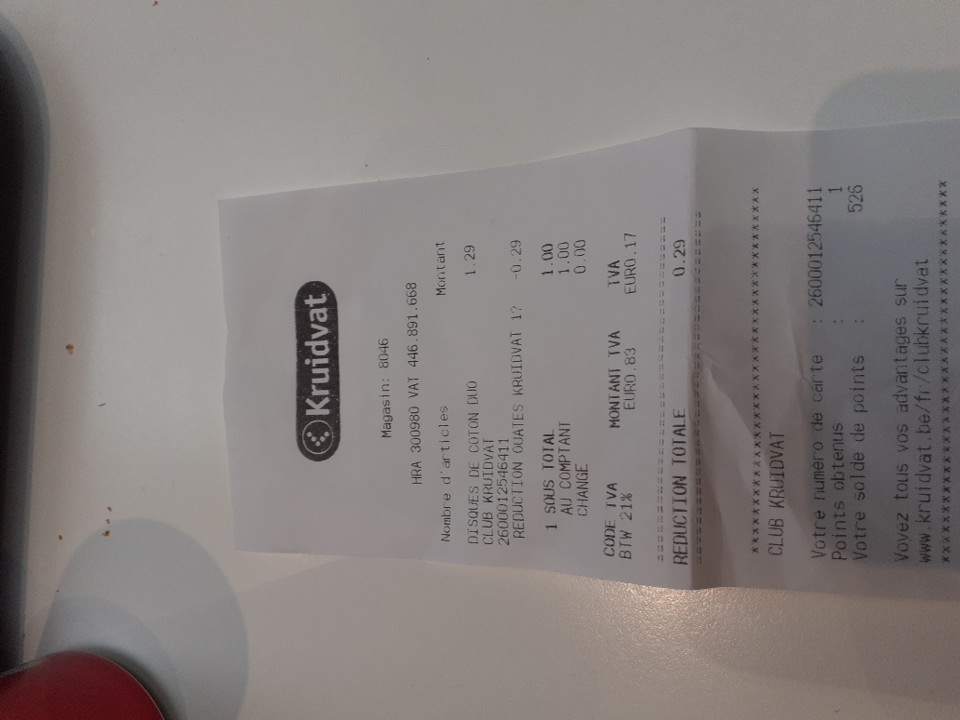 Kruidvat
Magasin: 8046
HRA 300980 VAT 446.891.668
Nombre d'articles Montant
DISQUES DE COTON DUO 1.29
CLUB KRUIDVAT
2600012546411
REDUCTION OUATES KRUIDVAT 1? -0.29
1 SOUS TOTAL 1.00
AU COMPTANT 1.00
CHANGE 0.00
CODE TVA MONTANT TVA TVA
BTW 21% EURO.83 EURO.17
REDUCTION TOTALE 0.29
CLUB KRUIDVAT
Votre numéro de carte : 2600012546411
Points obtenus : 1
Votre solde de points : 526
Voyez tous vos advantages sur
www.kruidvat.be/fr/clubkruidvat